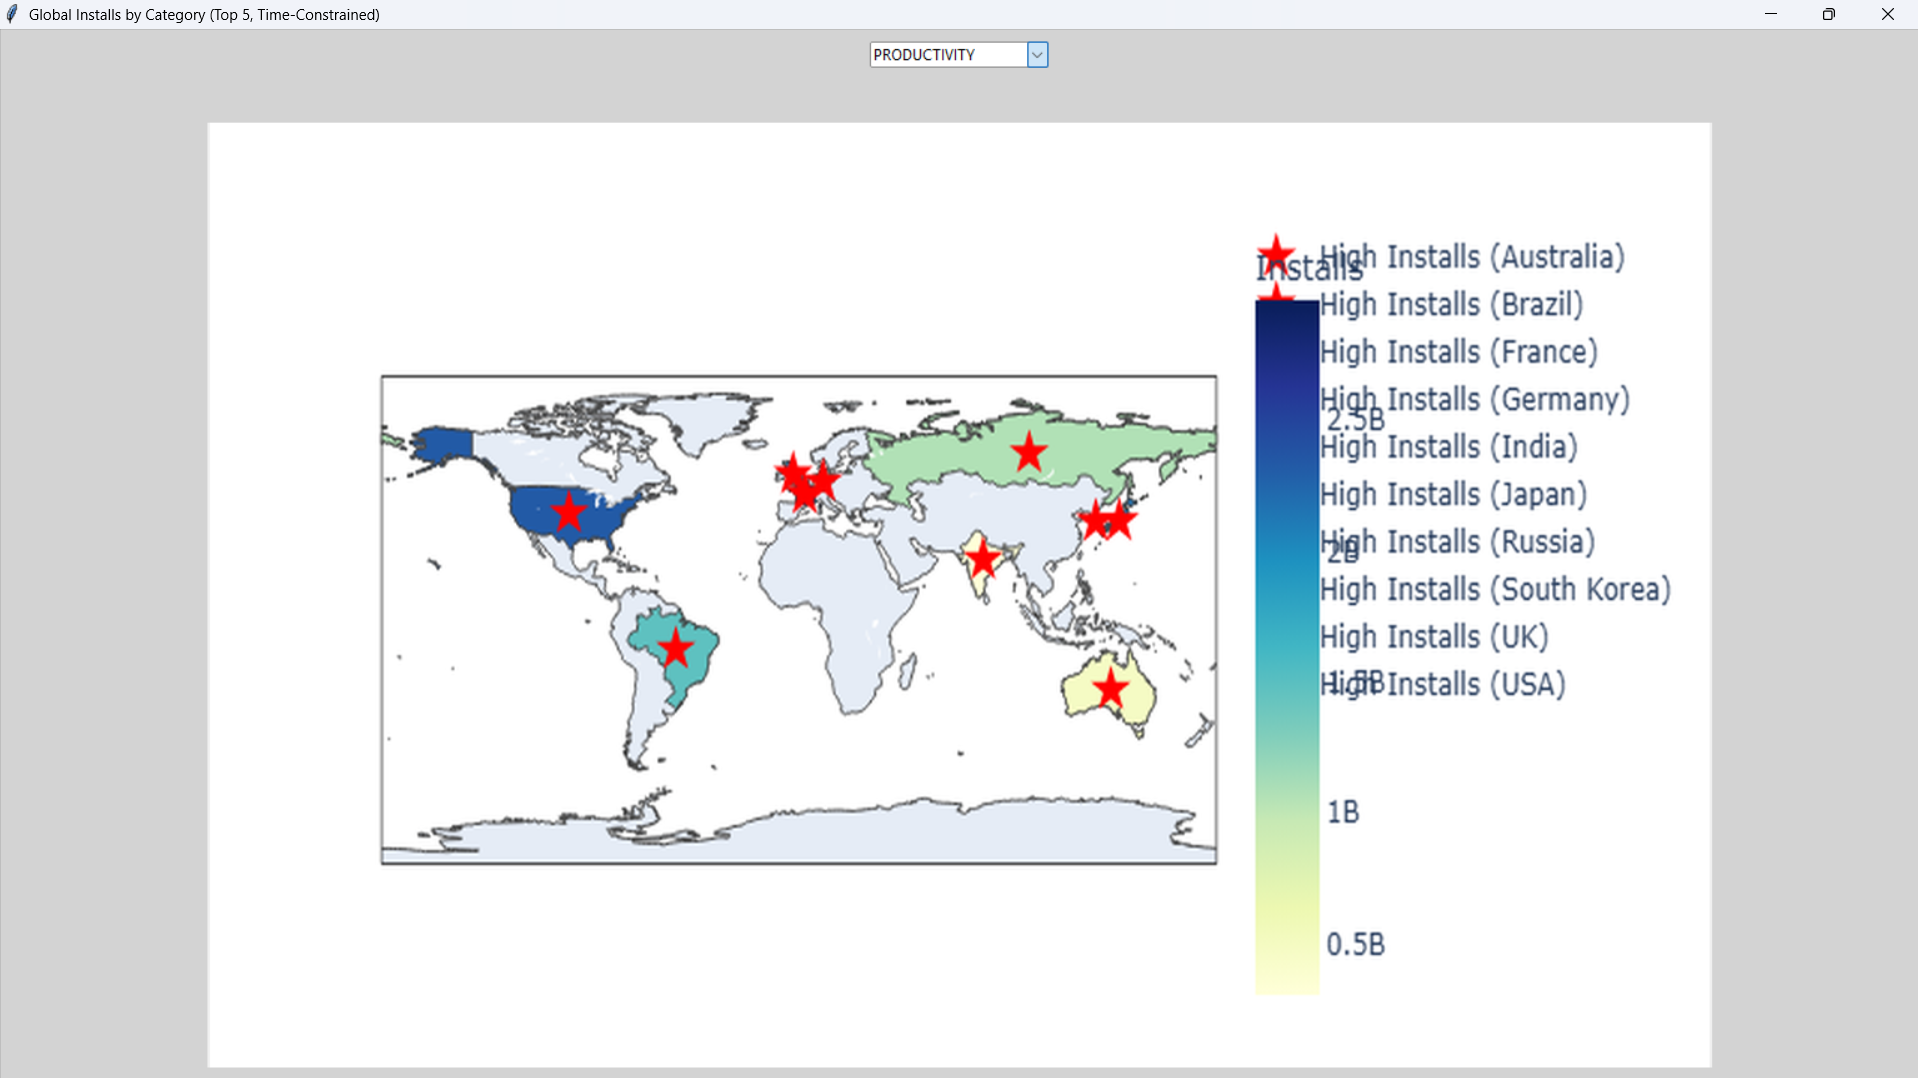 Global Installs by Category (Top 5, Time-Constrained)
PRODUCTIVITY
High Installs (Australia)
Installs
High Installs (Brazil)
High Installs (France)
High Installs (Germany)
2.5B
High Installs (India)
High Installs (Japan)
High Installs (Russia)
2B
High Installs (South Korea)
High Installs (UK)
High Installs (USA)
1.5B
1B
0.5B